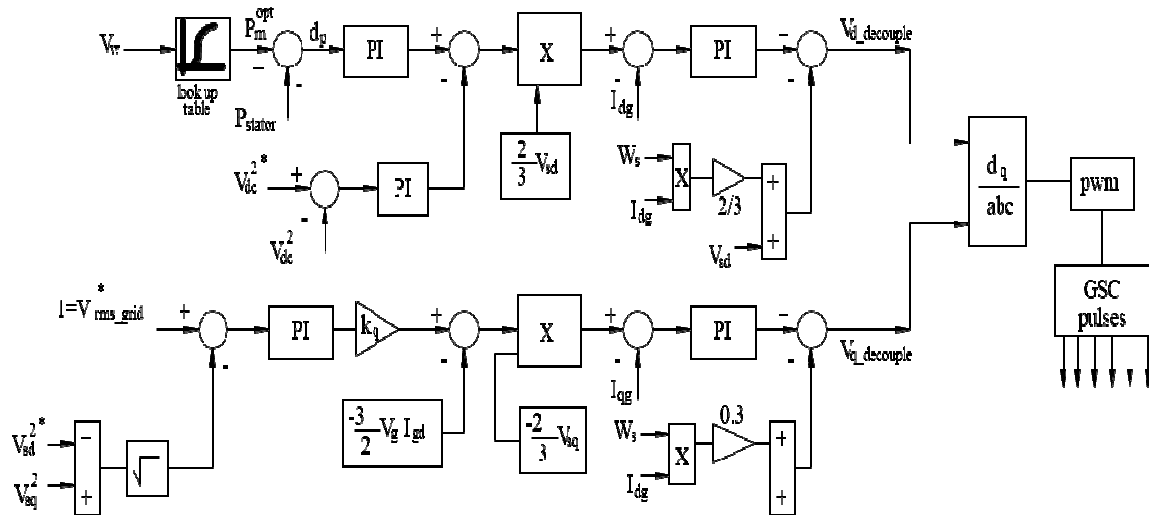 V_w
P_m^opt
d_p
PI
+
-
X
+
-
PI
-
-
V_d_decouple
look up
table
-
-
P_stator
I_dg
2/3 V_sd
W_s
I_dg
X
2/3
+
+
V_sd
V_dc^2*
+
-
PI
V_dc^2
d_q
abc
pwm
GSC
pulses
1=V*_rms_grid
+
-
PI
k_q
+
-
X
+
-
PI
-
-
V_q_decouple
-3/2 V_g I_gd
-2/3 V_sq
I_qg
W_s
I_dg
X
0.3
+
+
V_sd^2*
V_sq^2
-
+
√